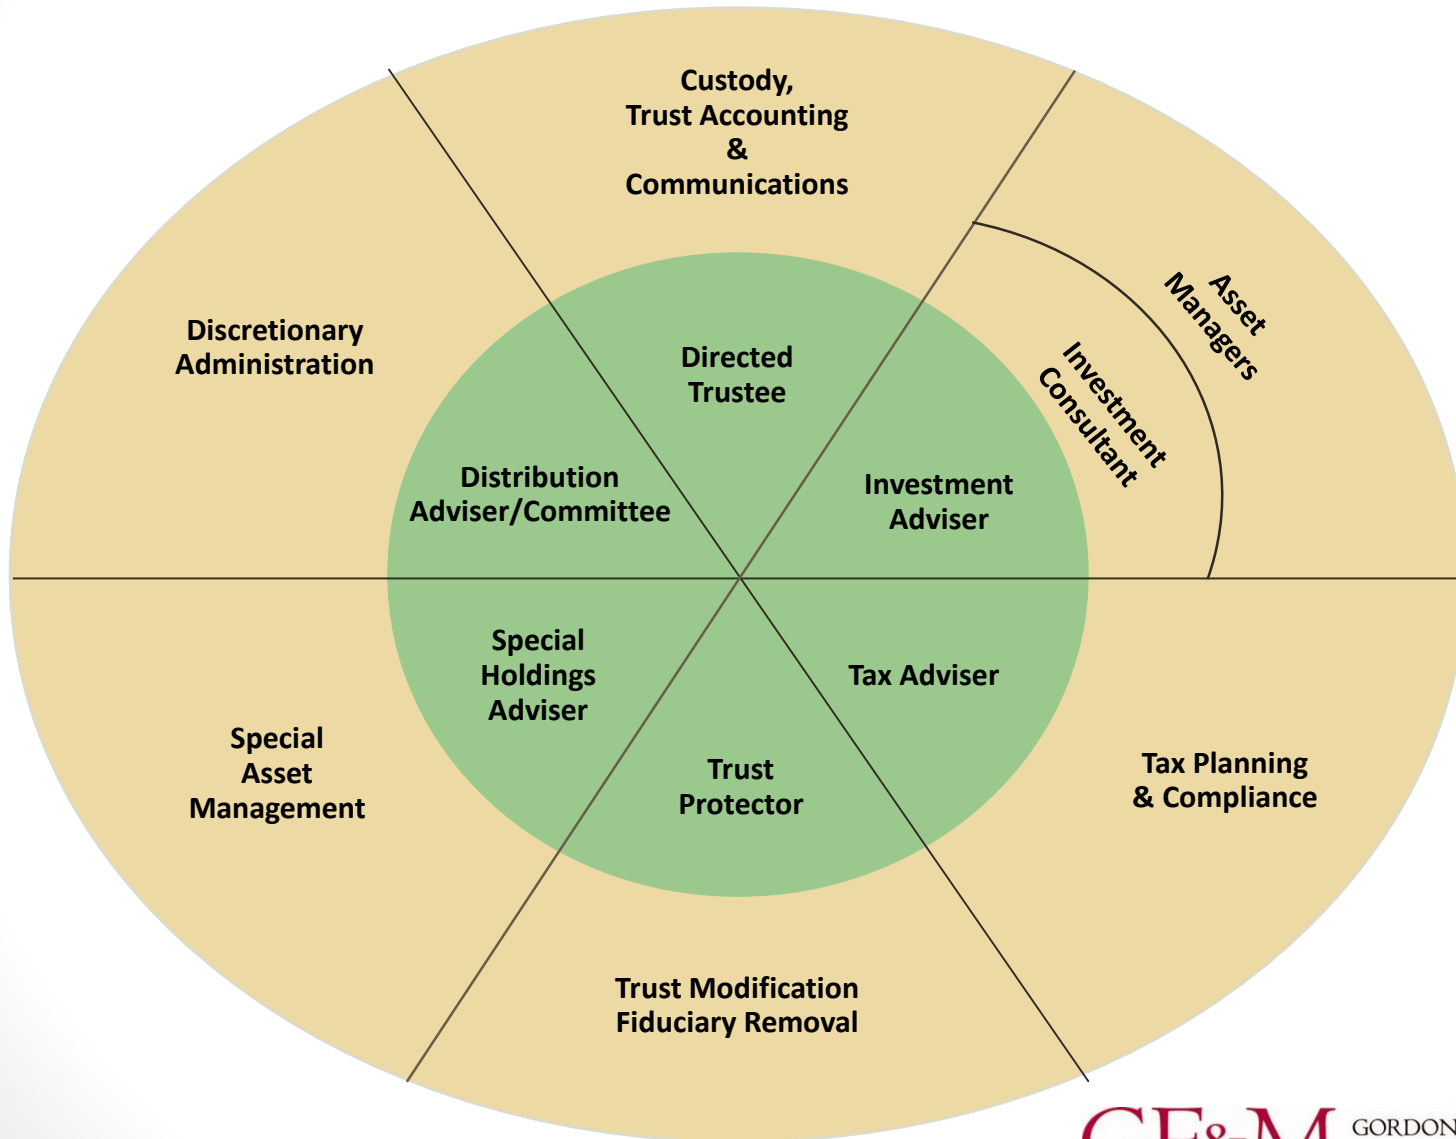 Custody,
Trust Accounting
&
Communications
Asset
Managers
Investment
Consultant
Discretionary
Administration
Directed
Trustee
Distribution
Adviser/Committee
Investment
Adviser
Special
Holdings
Adviser
Tax Adviser
Trust
Protector
Special
Asset
Management
Tax Planning
& Compliance
Trust Modification
Fiduciary Removal
GORDON